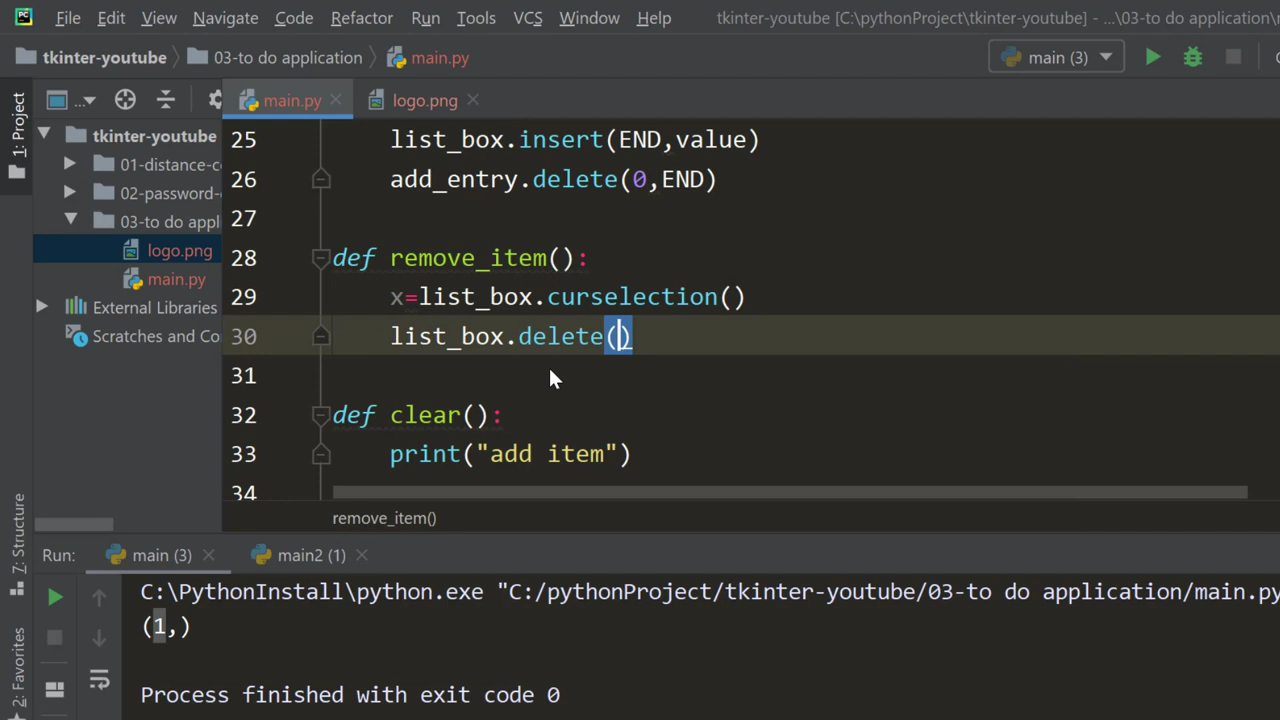 File Edit View Navigate Code Refactor Run Tools VCS Window Help tkinter-youtube [C:\pythonProject\tkinter-youtube] - ...\03-to do application\
tkinter-youtube 03-to do application main.py main (3)
1: Project
... main.py logo.png
tkinter-youtube
01-distance-c
02-password-
03-to do appl
logo.png
main.py
External Libraries
Scratches and Co
25 list_box.insert(END,value)
26 add_entry.delete(0,END)
27
28 def remove_item():
29 x=list_box.curselection()
30 list_box.delete()
31
32 def clear():
33 print("add item")
34
remove_item()
7: Structure
2: Favorites
Run: main (3) main2 (1)
C:\PythonInstall\python.exe "C:/pythonProject/tkinter-youtube/03-to do application/main.py
(1,)
Process finished with exit code 0